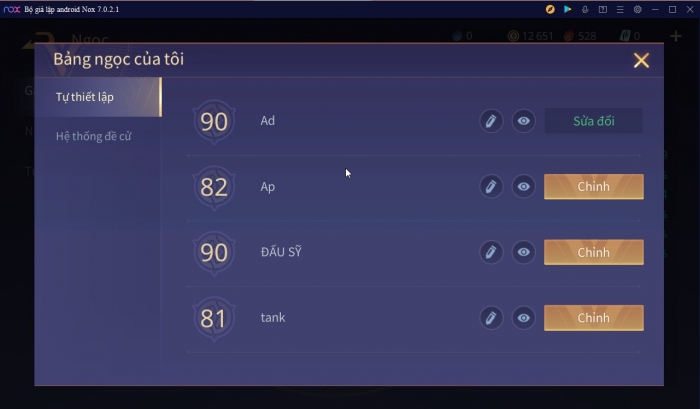 nox Bộ giả lập android Nox 7.0.2.1
Ngọc 0 12 651 528 0
Bảng ngọc của tôi
Tự thiết lập
Hệ thống đề cử
90 Ad Sửa đổi
82 Ap Chỉnh
90 ĐẤU SỸ Chỉnh
81 tank Chỉnh